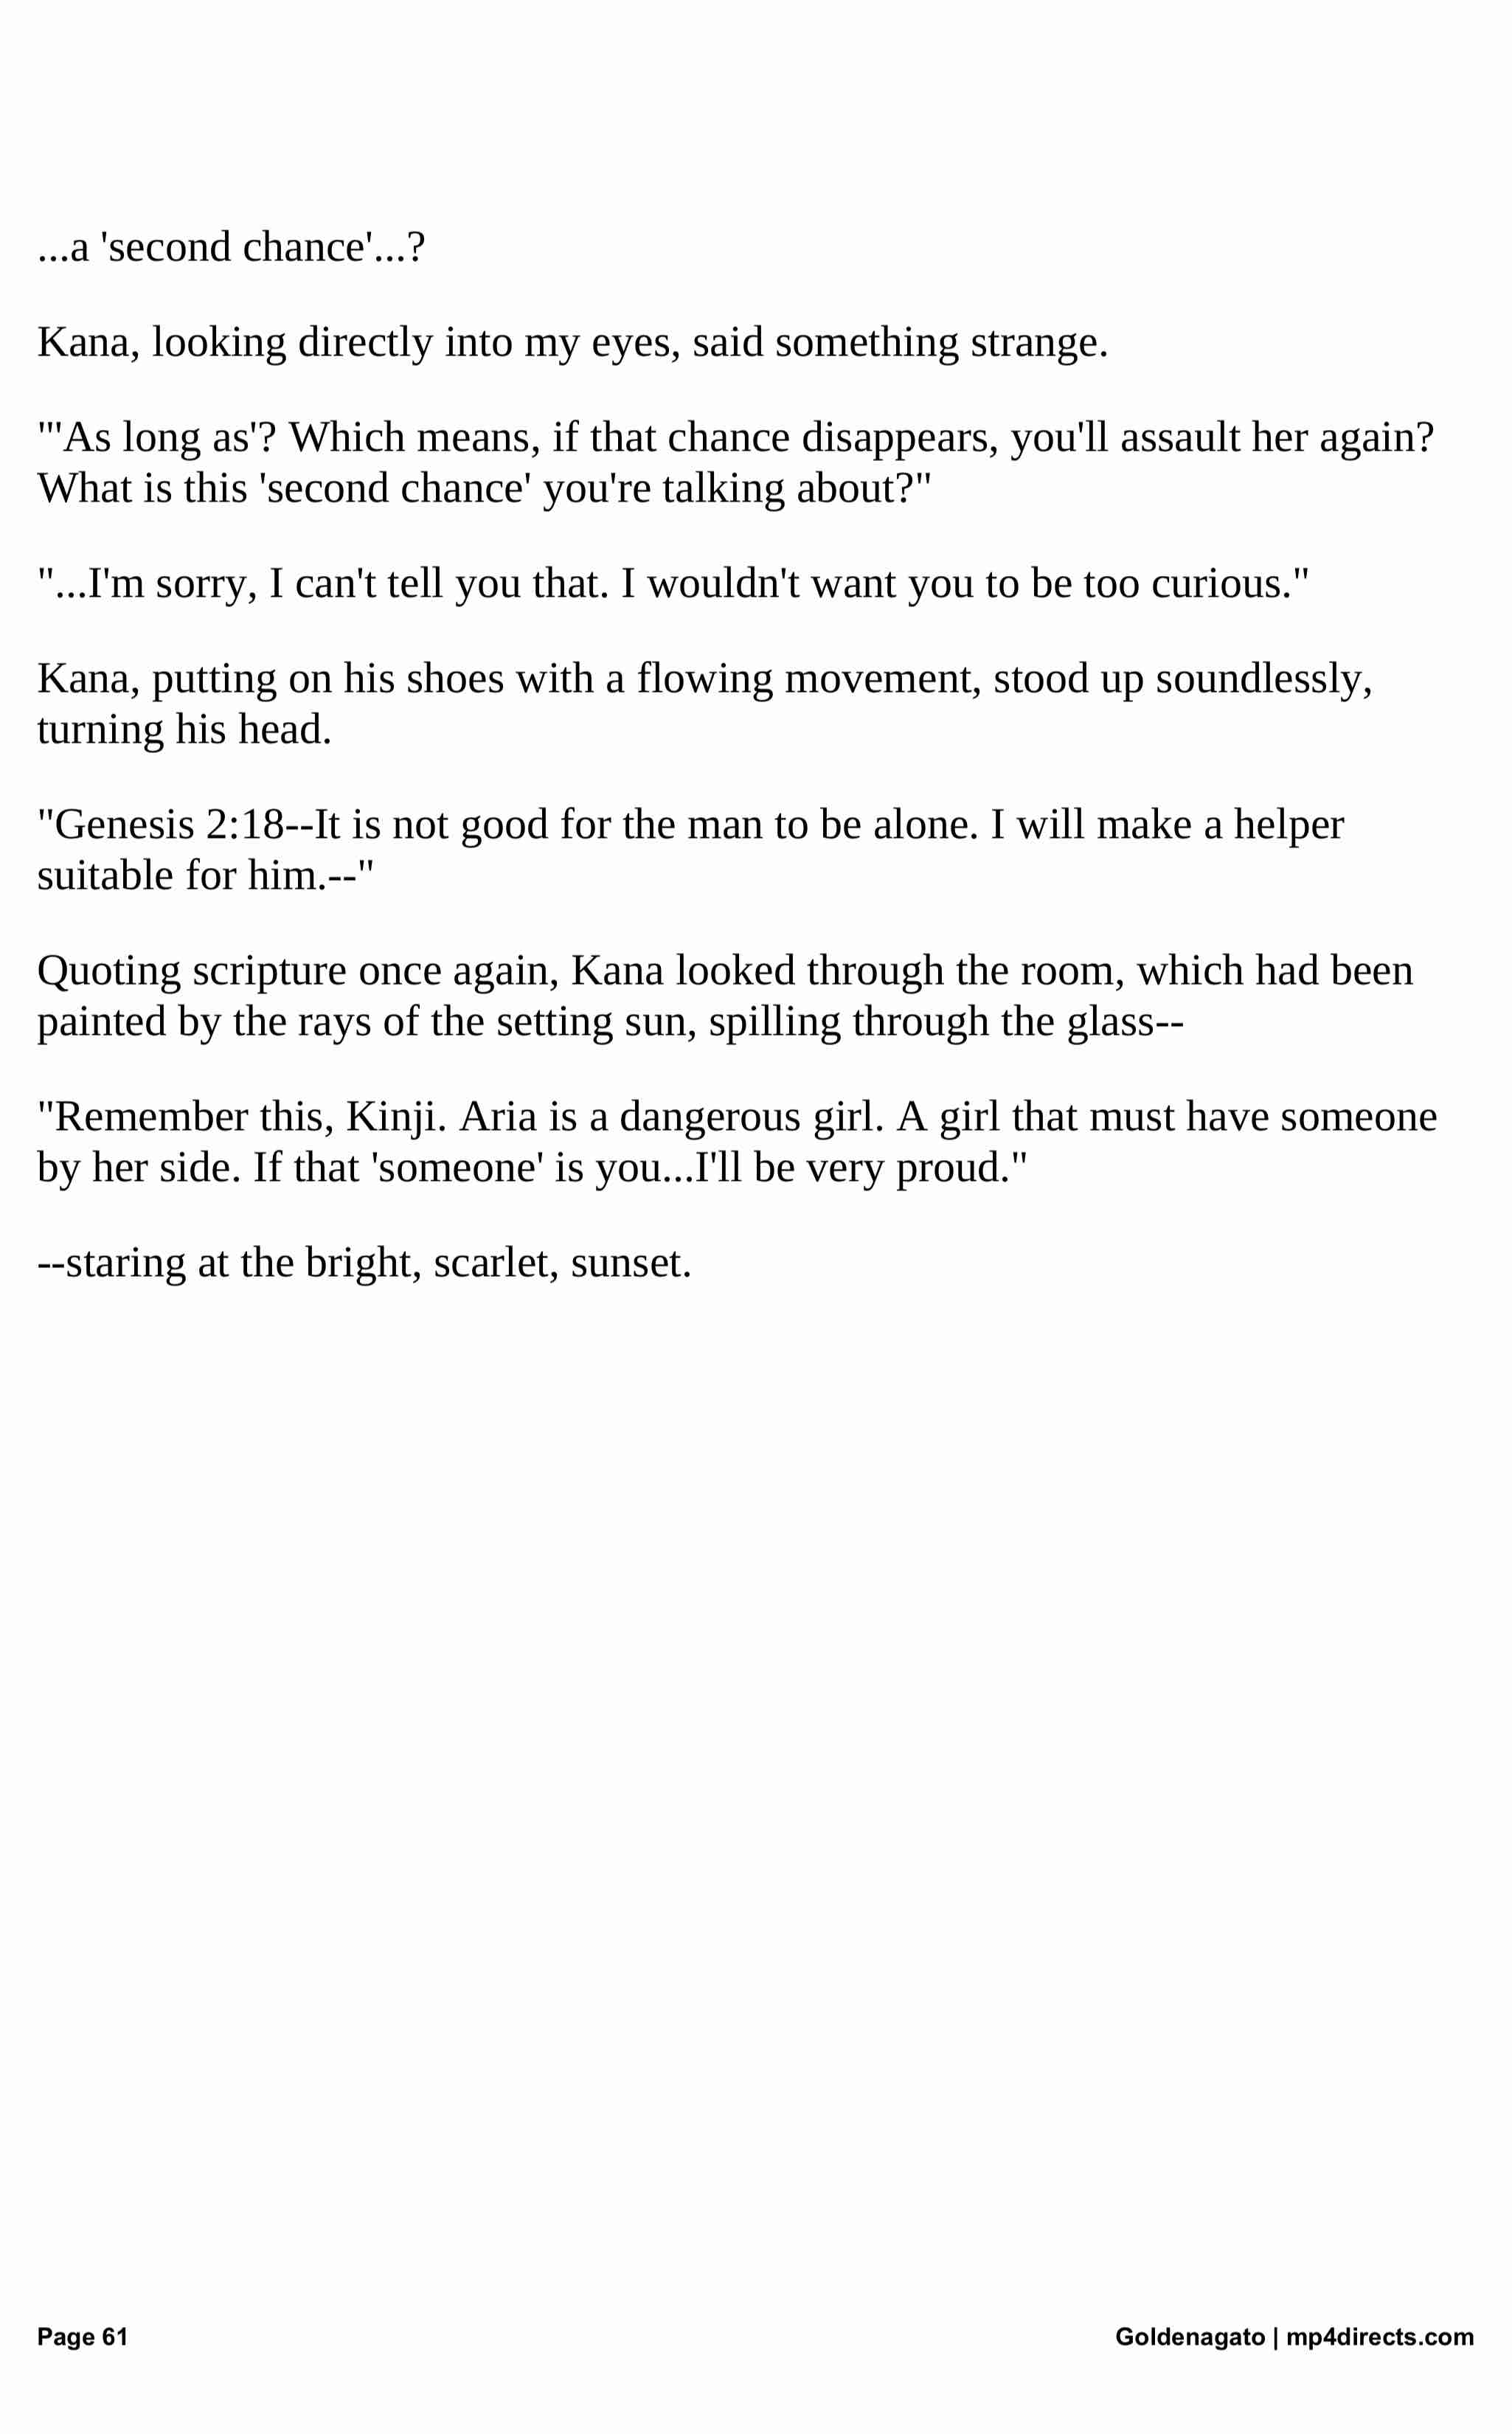 ...a 'second chance'...?
Kana, looking directly into my eyes, said something strange.
"'As long as'? Which means, if that chance disappears, you'll assault her again?
What is this 'second chance' you're talking about?"
"...I'm sorry, I can't tell you that. I wouldn't want you to be too curious."
Kana, putting on his shoes with a flowing movement, stood up soundlessly,
turning his head.
"Genesis 2:18--It is not good for the man to be alone. I will make a helper
suitable for him.--"
Quoting scripture once again, Kana looked through the room, which had been
painted by the rays of the setting sun, spilling through the glass--
"Remember this, Kinji. Aria is a dangerous girl. A girl that must have someone
by her side. If that 'someone' is you...I'll be very proud."
--staring at the bright, scarlet, sunset.
Page 61
Goldenagato | mp4directs.com